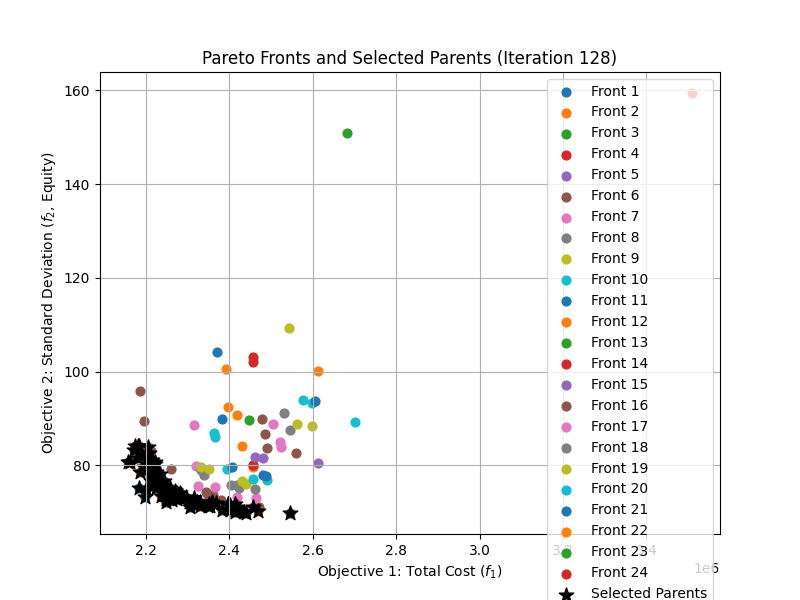 Pareto Fronts and Selected Parents (Iteration 128)
160
140
120
100
80
Objective 2: Standard Deviation (f2, Equity)
2.2 2.4 2.6 2.8 3.0 3.2 3.4
1e6
Objective 1: Total Cost (f1)
Front 1
Front 2
Front 3
Front 4
Front 5
Front 6
Front 7
Front 8
Front 9
Front 10
Front 11
Front 12
Front 13
Front 14
Front 15
Front 16
Front 17
Front 18
Front 19
Front 20
Front 21
Front 22
Front 23
Front 24
Selected Parents